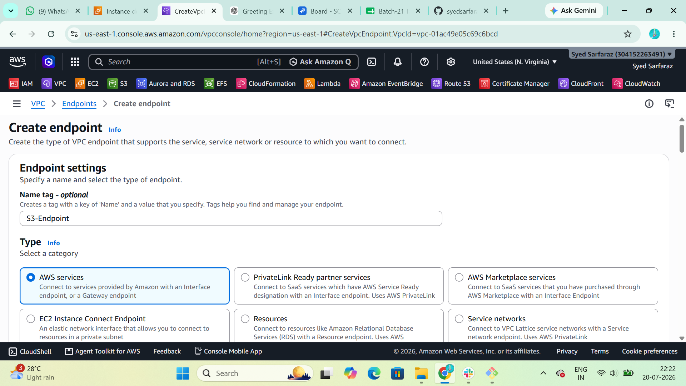 (9) Whats
Instance d
CreateVpc
Greeting
Board - S
Batch-21
syedsarfa
Ask Gemini
us-east-1.console.aws.amazon.com/vpcconsole/home?region=us-east-1#CreateVpcEndpoint:VpcId=vpc-01ac49e05c69c6bcd
aws
Search
[Alt+S]
Ask Amazon Q
United States (N. Virginia)
Syed Sarfaraz (304152263491)
Syed Sarfaraz
IAM
VPC
EC2
S3
Aurora and RDS
EFS
CloudFormation
Lambda
Amazon EventBridge
Route 53
Certificate Manager
CloudFront
CloudWatch
VPC
Endpoints
Create endpoint
Create endpoint Info
Create the type of VPC endpoint that supports the service, service network or resource to which you want to connect.
Endpoint settings
Specify a name and select the type of endpoint.
Name tag - optional
Creates a tag with a key of 'Name' and a value that you specify. Tags help you find and manage your endpoint.
S3-Endpoint
Type Info
Select a category
AWS services
Connect to services provided by Amazon with an Interface
endpoint, or a Gateway endpoint
PrivateLink Ready partner services
Connect to SaaS services which have AWS Service Ready
designation with an Interface endpoint. Uses AWS PrivateLink
AWS Marketplace services
Connect to SaaS services that you have purchased through
AWS Marketplace with an Interface Endpoint
EC2 Instance Connect Endpoint
An elastic network interface that allows you to connect to
resources in a private subnet
Resources
Connect to resources like Amazon Relational Database
Services (RDS) with a Resource endpoint. Uses AWS
Service networks
Connect to VPC Lattice service networks with a Service
network endpoint. Uses AWS PrivateLink
CloudShell
Agent Toolkit for AWS
Feedback
Console Mobile App
© 2026, Amazon Web Services, Inc. or its affiliates.
Privacy
Terms
Cookie preferences
28°C
Light rain
Search
ENG
IN
22:22
20-07-2026